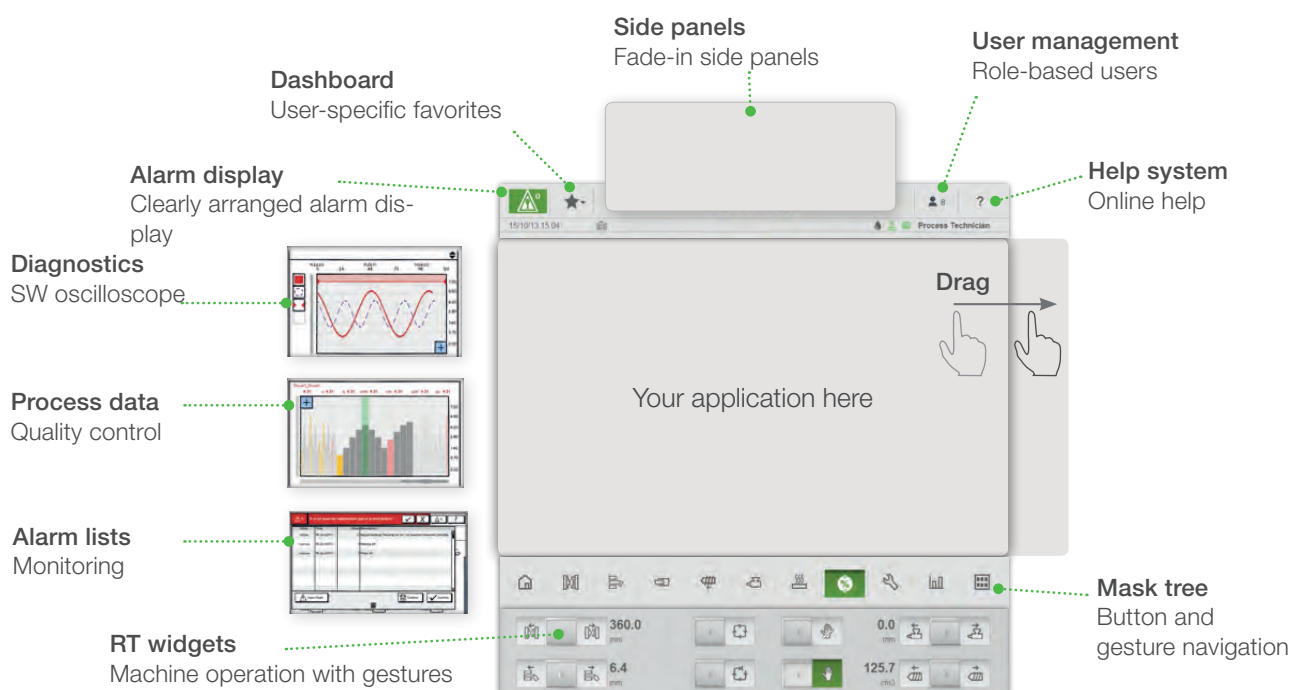 Side panels
Fade-in side panels
User management
Role-based users
Dashboard
User-specific favorites
Alarm display
Clearly arranged alarm dis-
play
Help system
Online help
8
?
15/10/13 15:04
Process Technician
Diagnostics
SW oscilloscope
Drag
Your application here
Process data
Quality control
Alarm lists
Monitoring
Mask tree
Button and
gesture navigation
RT widgets
Machine operation with gestures
360.0
mm
0.0
mm
6.4
mm
125.7
cm3